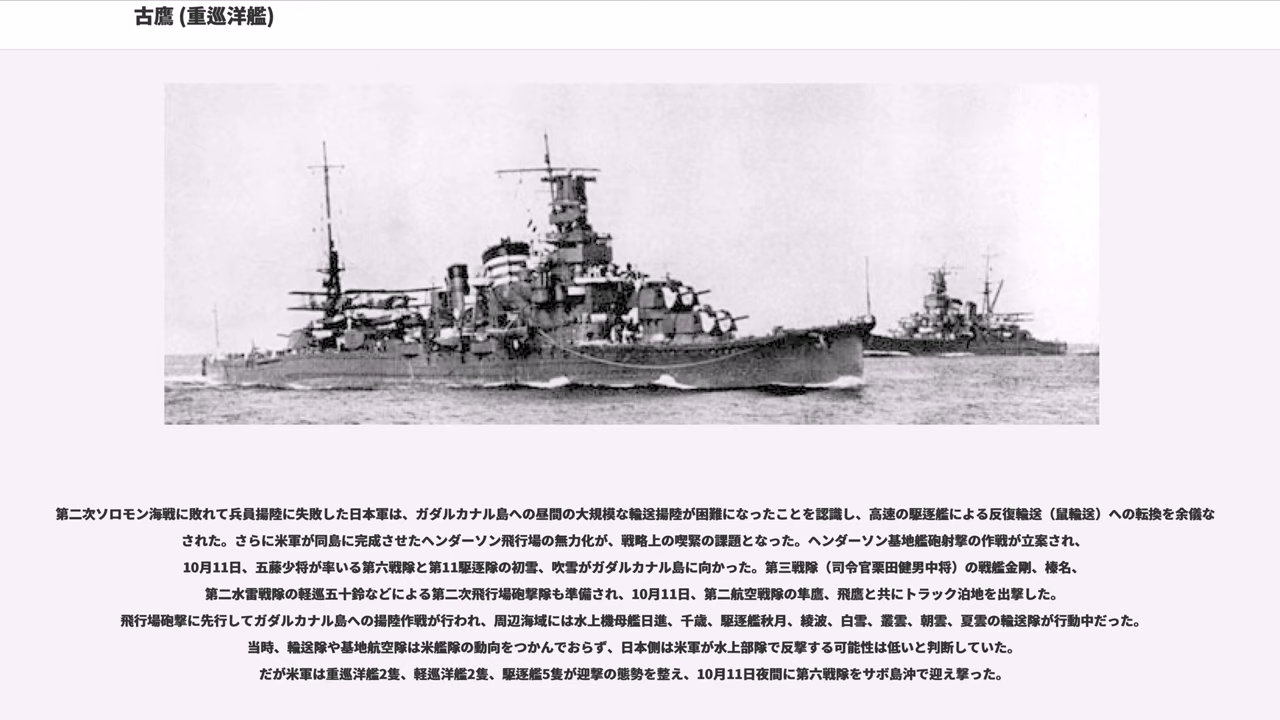 古鷹 (重巡洋艦)
第二次ソロモン海戦に敗れて兵員揚陸に失敗した日本軍は、ガダルカナル島への昼間の大規模な輪送揚陸が困難になったことを認識し、高速の駆逐艦による反復輪送（鼠輪送）への転換を余儀な
された。さらに米軍が同島に完成させたヘンダーソン飛行場の無力化が、戦略上の喫緊の課題となった。ヘンダーソン基地艦砲射撃の作戦が立案され、
10月11日、五藤少将が率いる第六戦隊と第11駆逐隊の初雪、吹雪がガダルカナル島に向かった。第三戦隊（司令官栗田健男中将）の戦艦金剛、榛名、
第二水雷戦隊の軽巡五十鈴などによる第二次飛行場砲撃隊も準備され、10月11日、第二航空戦隊の隼鷹、飛鷹と共にトラック泊地を出撃した。
飛行場砲撃に先行してガダルカナル島への揚陸作戦が行われ、周辺海域には水上機母艦日進、千歳、駆逐艦秋月、綾波、白雪、叢雲、朝雲、夏雲の輪送隊が行動中だった。
当時、輪送隊や基地航空隊は米艦隊の動向をつかんでおらず、日本側は米軍が水上部隊で反撃する可能性は低いと判断していた。
だが米軍は重巡洋艦2隻、軽巡洋艦2隻、駆逐艦5隻が迎撃の態勢を整え、10月11日夜間に第六戦隊をサボ島沖で迎え撃った。